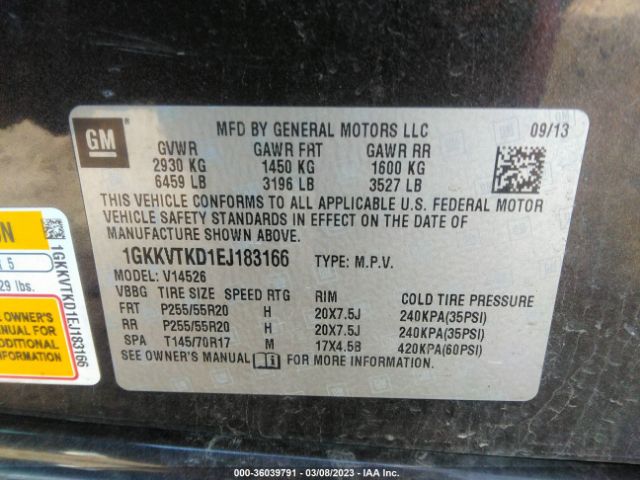 GM
MFD BY GENERAL MOTORS LLC 09/13
GVWR GAWR FRT GAWR RR
2930 KG 1450 KG 1600 KG
6459 LB 3196 LB 3527 LB
THIS VEHICLE CONFORMS TO ALL APPLICABLE U.S. FEDERAL MOTOR
VEHICLE SAFETY STANDARDS IN EFFECT ON THE DATE OF
MANUFACTURE SHOWN ABOVE.
1GKKVTKD1EJ183166 TYPE: M.P.V.
MODEL: V14526
VBBG TIRE SIZE SPEED RTG RIM COLD TIRE PRESSURE
FRT P255/55R20 H 20X7.5J 240KPA(35PSI)
RR P255/55R20 H 20X7.5J 240KPA(35PSI)
SPA T145/70R17 M 17X4.5B 420KPA(60PSI)
SEE OWNER'S MANUAL FOR MORE INFORMATION.
ON
5
29 lbs.
OWNER'S
MANUAL FOR
ADDITIONAL
INFORMATION
1GKKVTKD1EJ183166
000-36039791 - 03/08/2023 - IAA Inc.